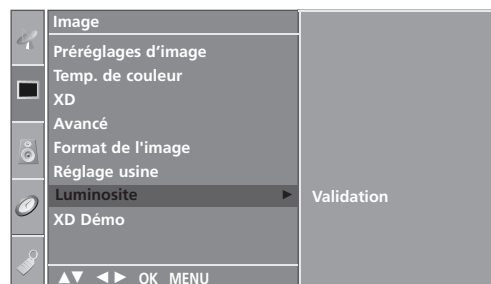 Image
Préréglages d'image
Temp. de couleur
XD
Avancé
Format de l'image
Réglage usine
Luminosite ► Validation
XD Démo
▲▼ ◄► OK MENU